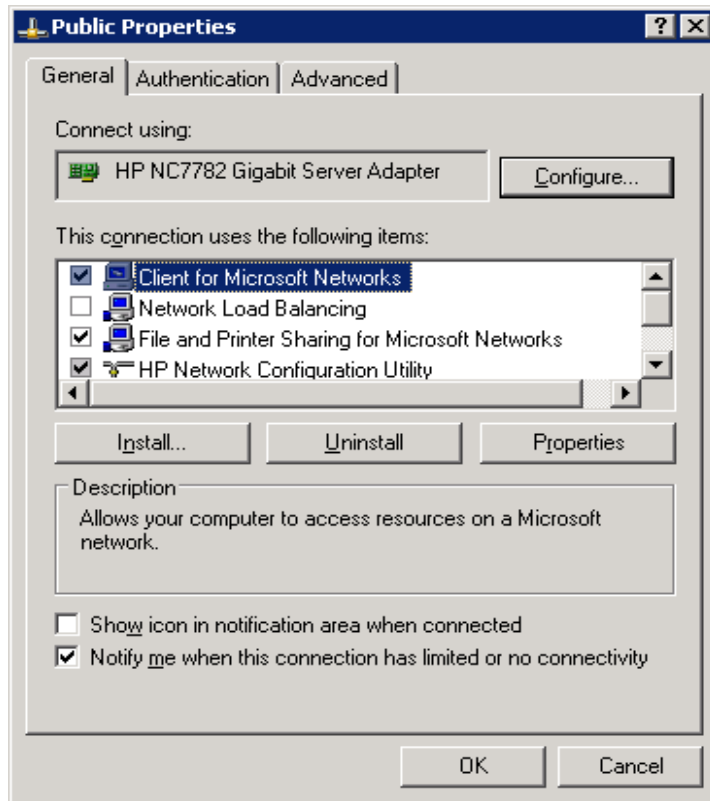 Public Properties
General Authentication Advanced
Connect using:
HP NC7782 Gigabit Server Adapter Configure...
This connection uses the following items:
Client for Microsoft Networks
Network Load Balancing
File and Printer Sharing for Microsoft Networks
HP Network Configuration Utility
Install... Uninstall Properties
Description
Allows your computer to access resources on a Microsoft
network.
Show icon in notification area when connected
Notify me when this connection has limited or no connectivity
OK Cancel